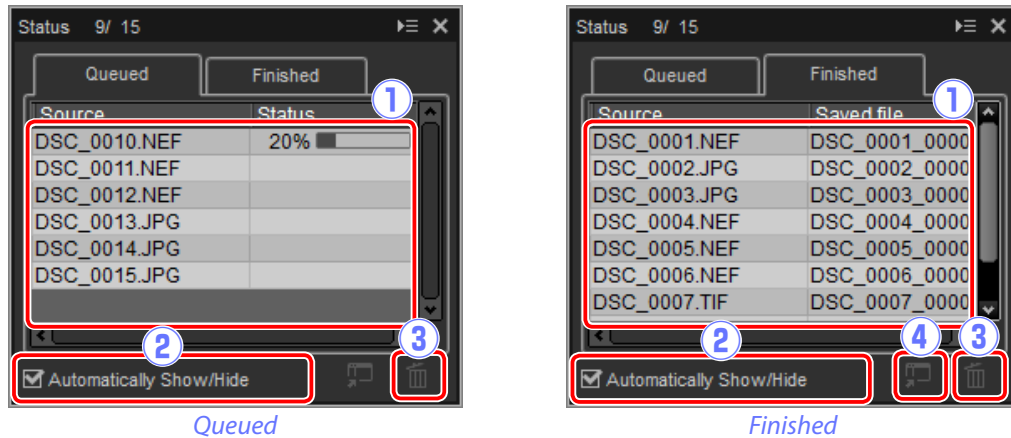 Status 9/ 15
Queued Finished
1
Source Status
DSC_0010.NEF 20%
DSC_0011.NEF
DSC_0012.NEF
DSC_0013.JPG
DSC_0014.JPG
DSC_0015.JPG
2
3
Automatically Show/Hide
Queued
Status 9/ 15
Queued Finished
1
Source Saved file
DSC_0001.NEF DSC_0001_0000
DSC_0002.JPG DSC_0002_0000
DSC_0003.JPG DSC_0003_0000
DSC_0004.NEF DSC_0004_0000
DSC_0005.NEF DSC_0005_0000
DSC_0006.NEF DSC_0006_0000
DSC_0007.TIF DSC_0007_0000
2
4
3
Automatically Show/Hide
Finished